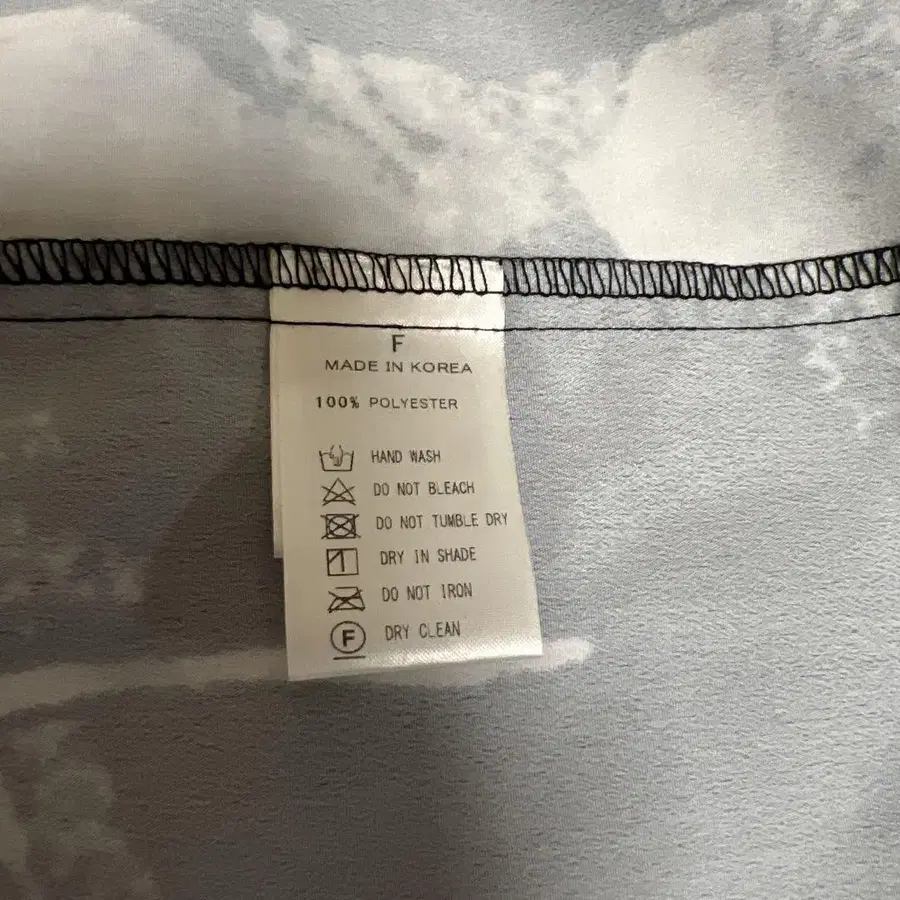 F
MADE IN KOREA
100% POLYESTER
HAND WASH
DO NOT BLEACH
DO NOT TUMBLE DRY
DRY IN SHADE
DO NOT IRON
F DRY CLEAN